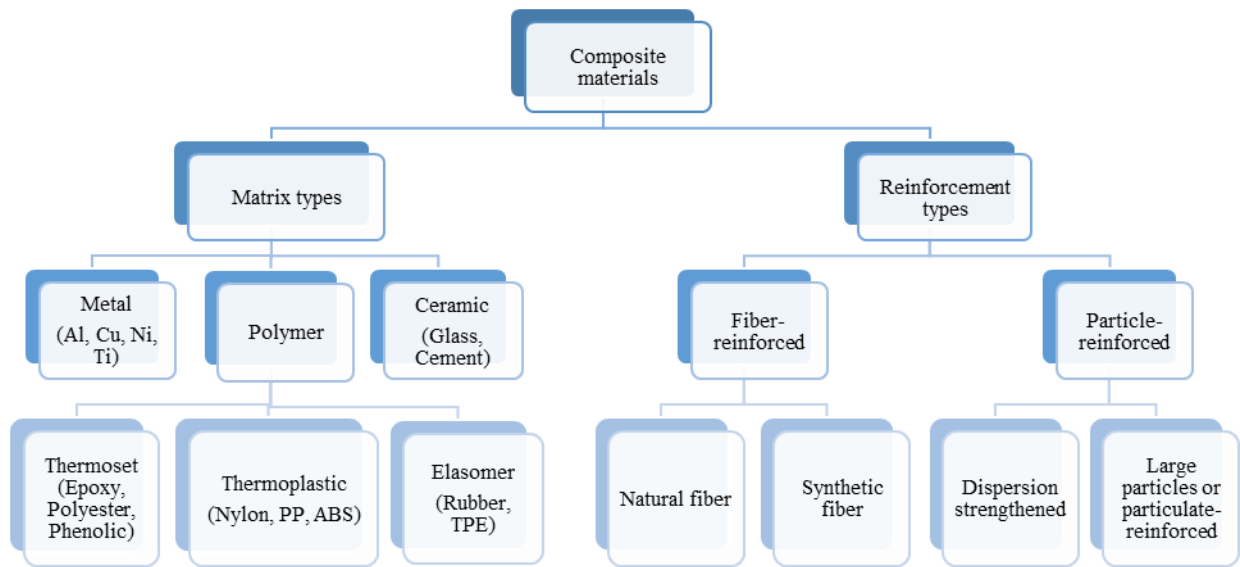 Composite
materials
Matrix types
Reinforcement
types
Metal
(Al, Cu, Ni,
Ti)
Polymer
Ceramic
(Glass,
Cement)
Fiber-
reinforced
Particle-
reinforced
Thermoset
(Epoxy,
Polyester,
Phenolic)
Thermoplastic
(Nylon, PP, ABS)
Elasomer
(Rubber,
TPE)
Natural fiber
Synthetic
fiber
Dispersion
strengthened
Large
particles or
particulate-
reinforced